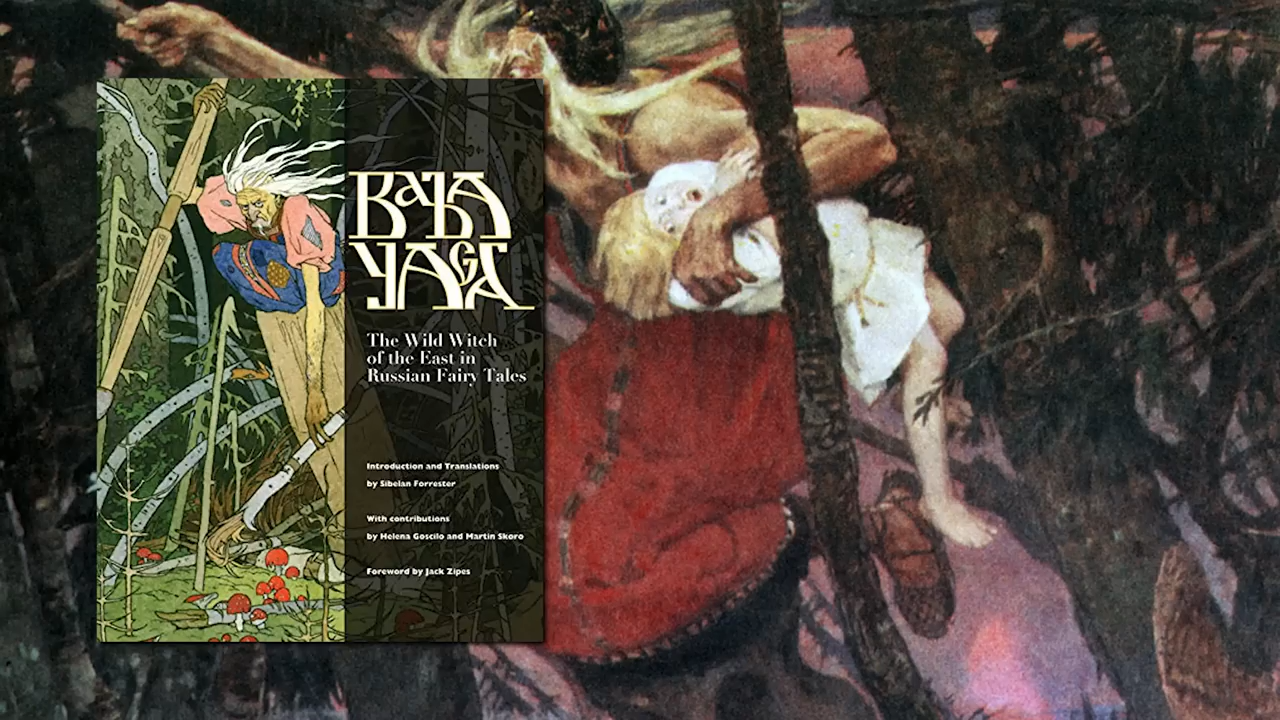 BABA
YAGA
The Wild Witch
of the East in
Russian Fairy Tales
Introduction and Translations
by Sibelan Forrester
With contributions
by Helena Goscilo and Martin Skoro
Foreword by Jack Zipes